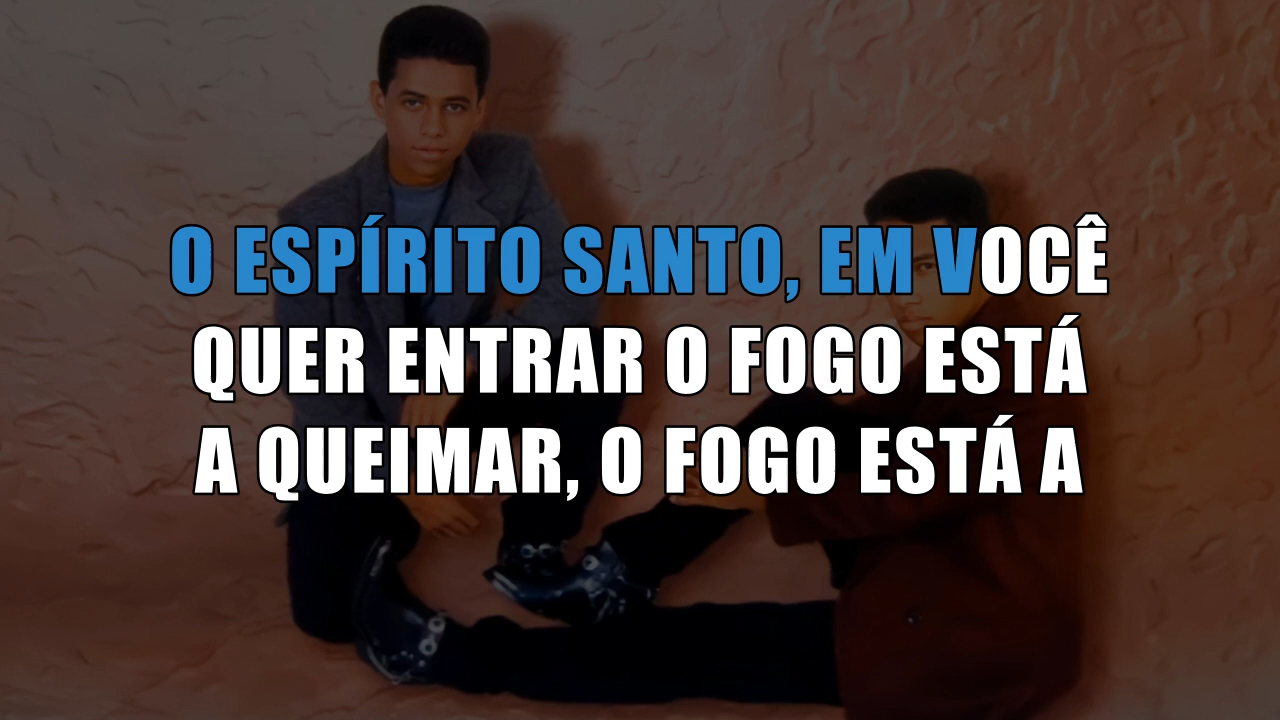 O ESPÍRITO SANTO, EM VOCÊ
QUER ENTRAR O FOGO ESTÁ
A QUEIMAR, O FOGO ESTÁ A